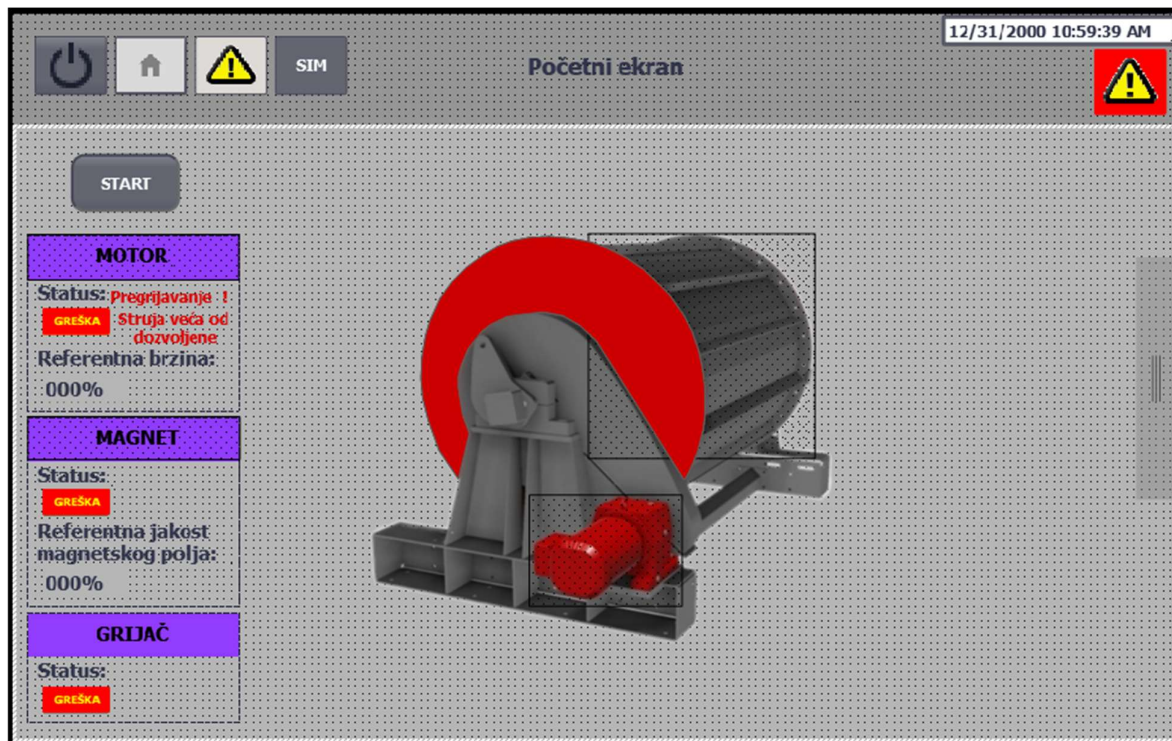 12/31/2000 10:59:39 AM
SIM
Početni ekran
START
MOTOR
Status: Pregrijavanje !
GREŠKA Struja veća od
dozvoljene
Referentna brzina:
000%
MAGNET
Status:
GREŠKA
Referentna jakost
magnetskog polja:
000%
GRIJAČ
Status:
GREŠKA